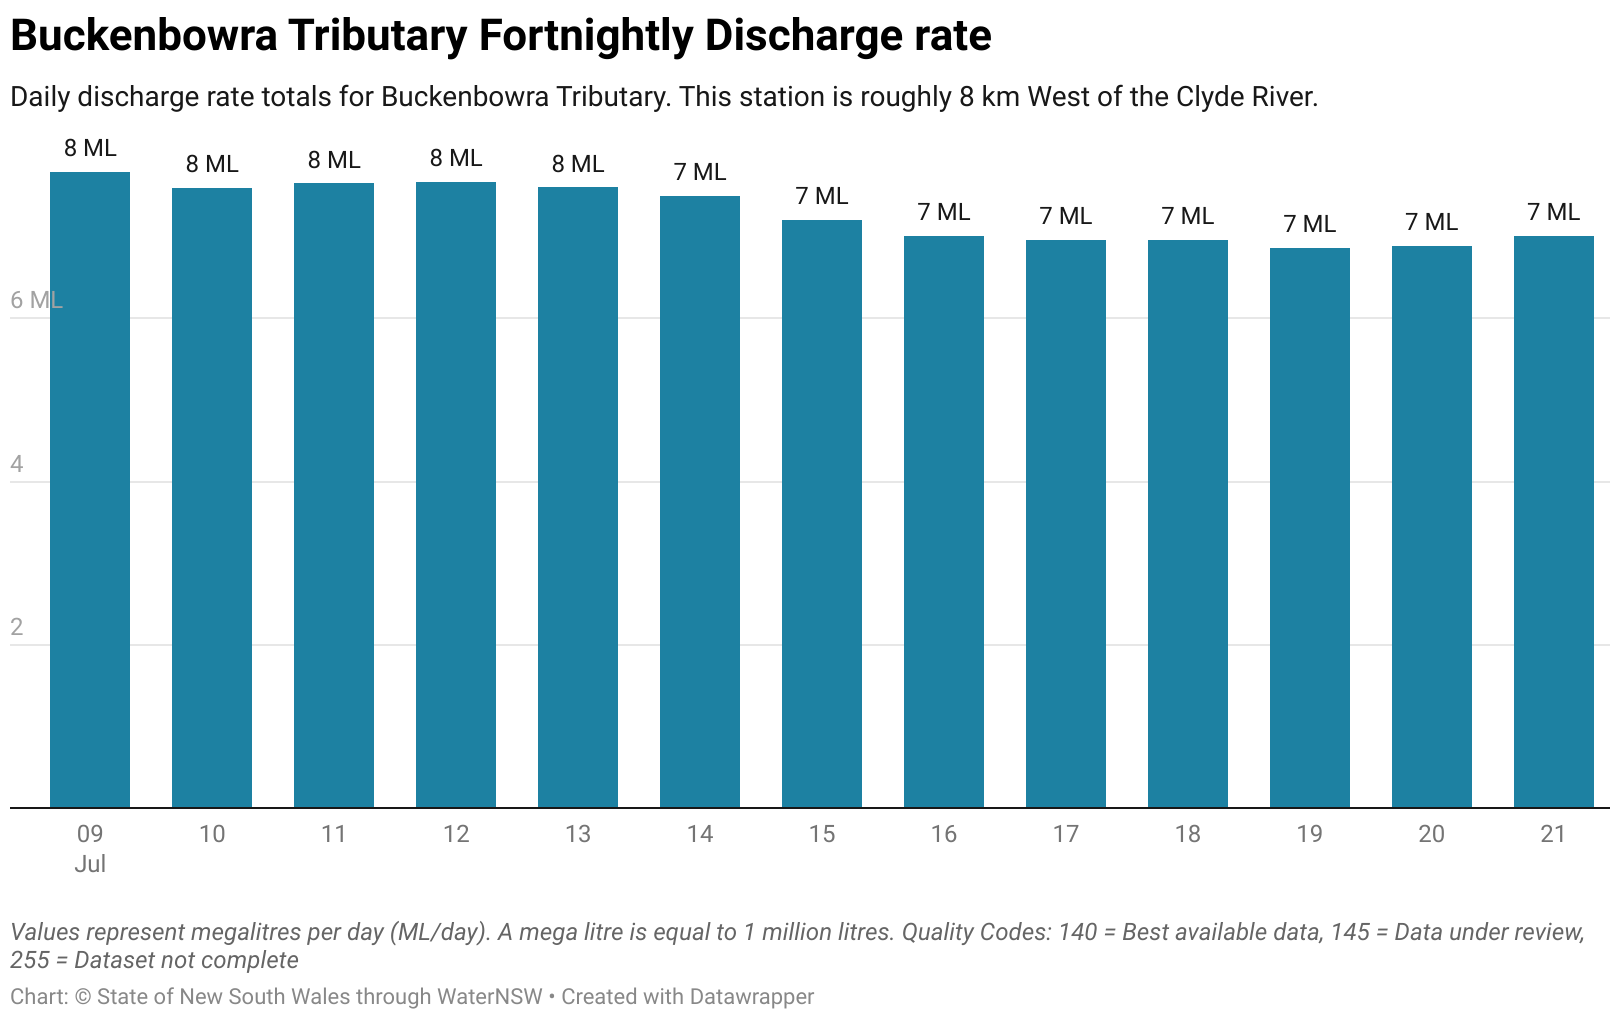 Buckenbowra Tributary Fortnightly Discharge rate
Daily discharge rate totals for Buckenbowra Tributary. This station is roughly 8 km West of the Clyde River.
8 ML 8 ML 8 ML 8 ML 8 ML 7 ML 7 ML 7 ML 7 ML 7 ML 7 ML 7 ML 7 ML
6 ML
4
2
09 10 11 12 13 14 15 16 17 18 19 20 21
Jul
Values represent megalitres per day (ML/day). A mega litre is equal to 1 million litres. Quality Codes: 140 = Best available data, 145 = Data under review,
255 = Dataset not complete
Chart: © State of New South Wales through WaterNSW • Created with Datawrapper